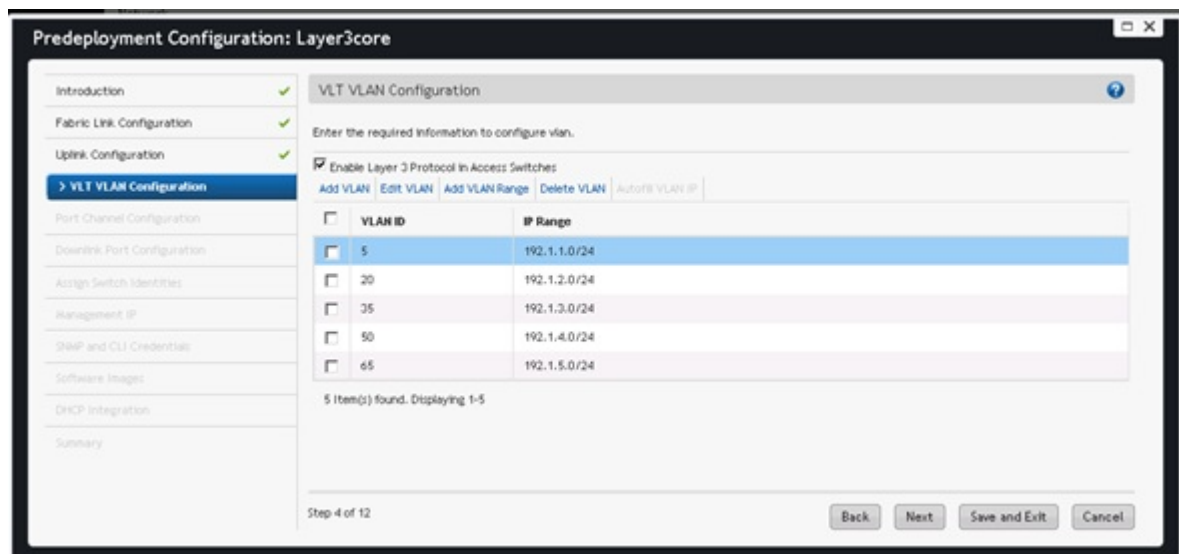 Predeployment Configuration: Layer3core
Introduction
Fabric Link Configuration
Uplink Configuration
> VLT VLAN Configuration
Port Channel Configuration
Downlink Port Configuration
Assign Switch Identities
Management IP
SNMP and CLI Credentials
Software Images
DHCP Integration
Summary
VLT VLAN Configuration
?
Enter the required information to configure vlan.
Enable Layer 3 Protocol in Access Switches
Add VLAN Edit VLAN Add VLAN Range Delete VLAN Autofill VLAN IP
VLAN ID IP Range
5 192.1.1.0/24
20 192.1.2.0/24
35 192.1.3.0/24
50 192.1.4.0/24
65 192.1.5.0/24
5 Item(s) found. Displaying 1-5
Step 4 of 12
Back Next Save and Exit Cancel